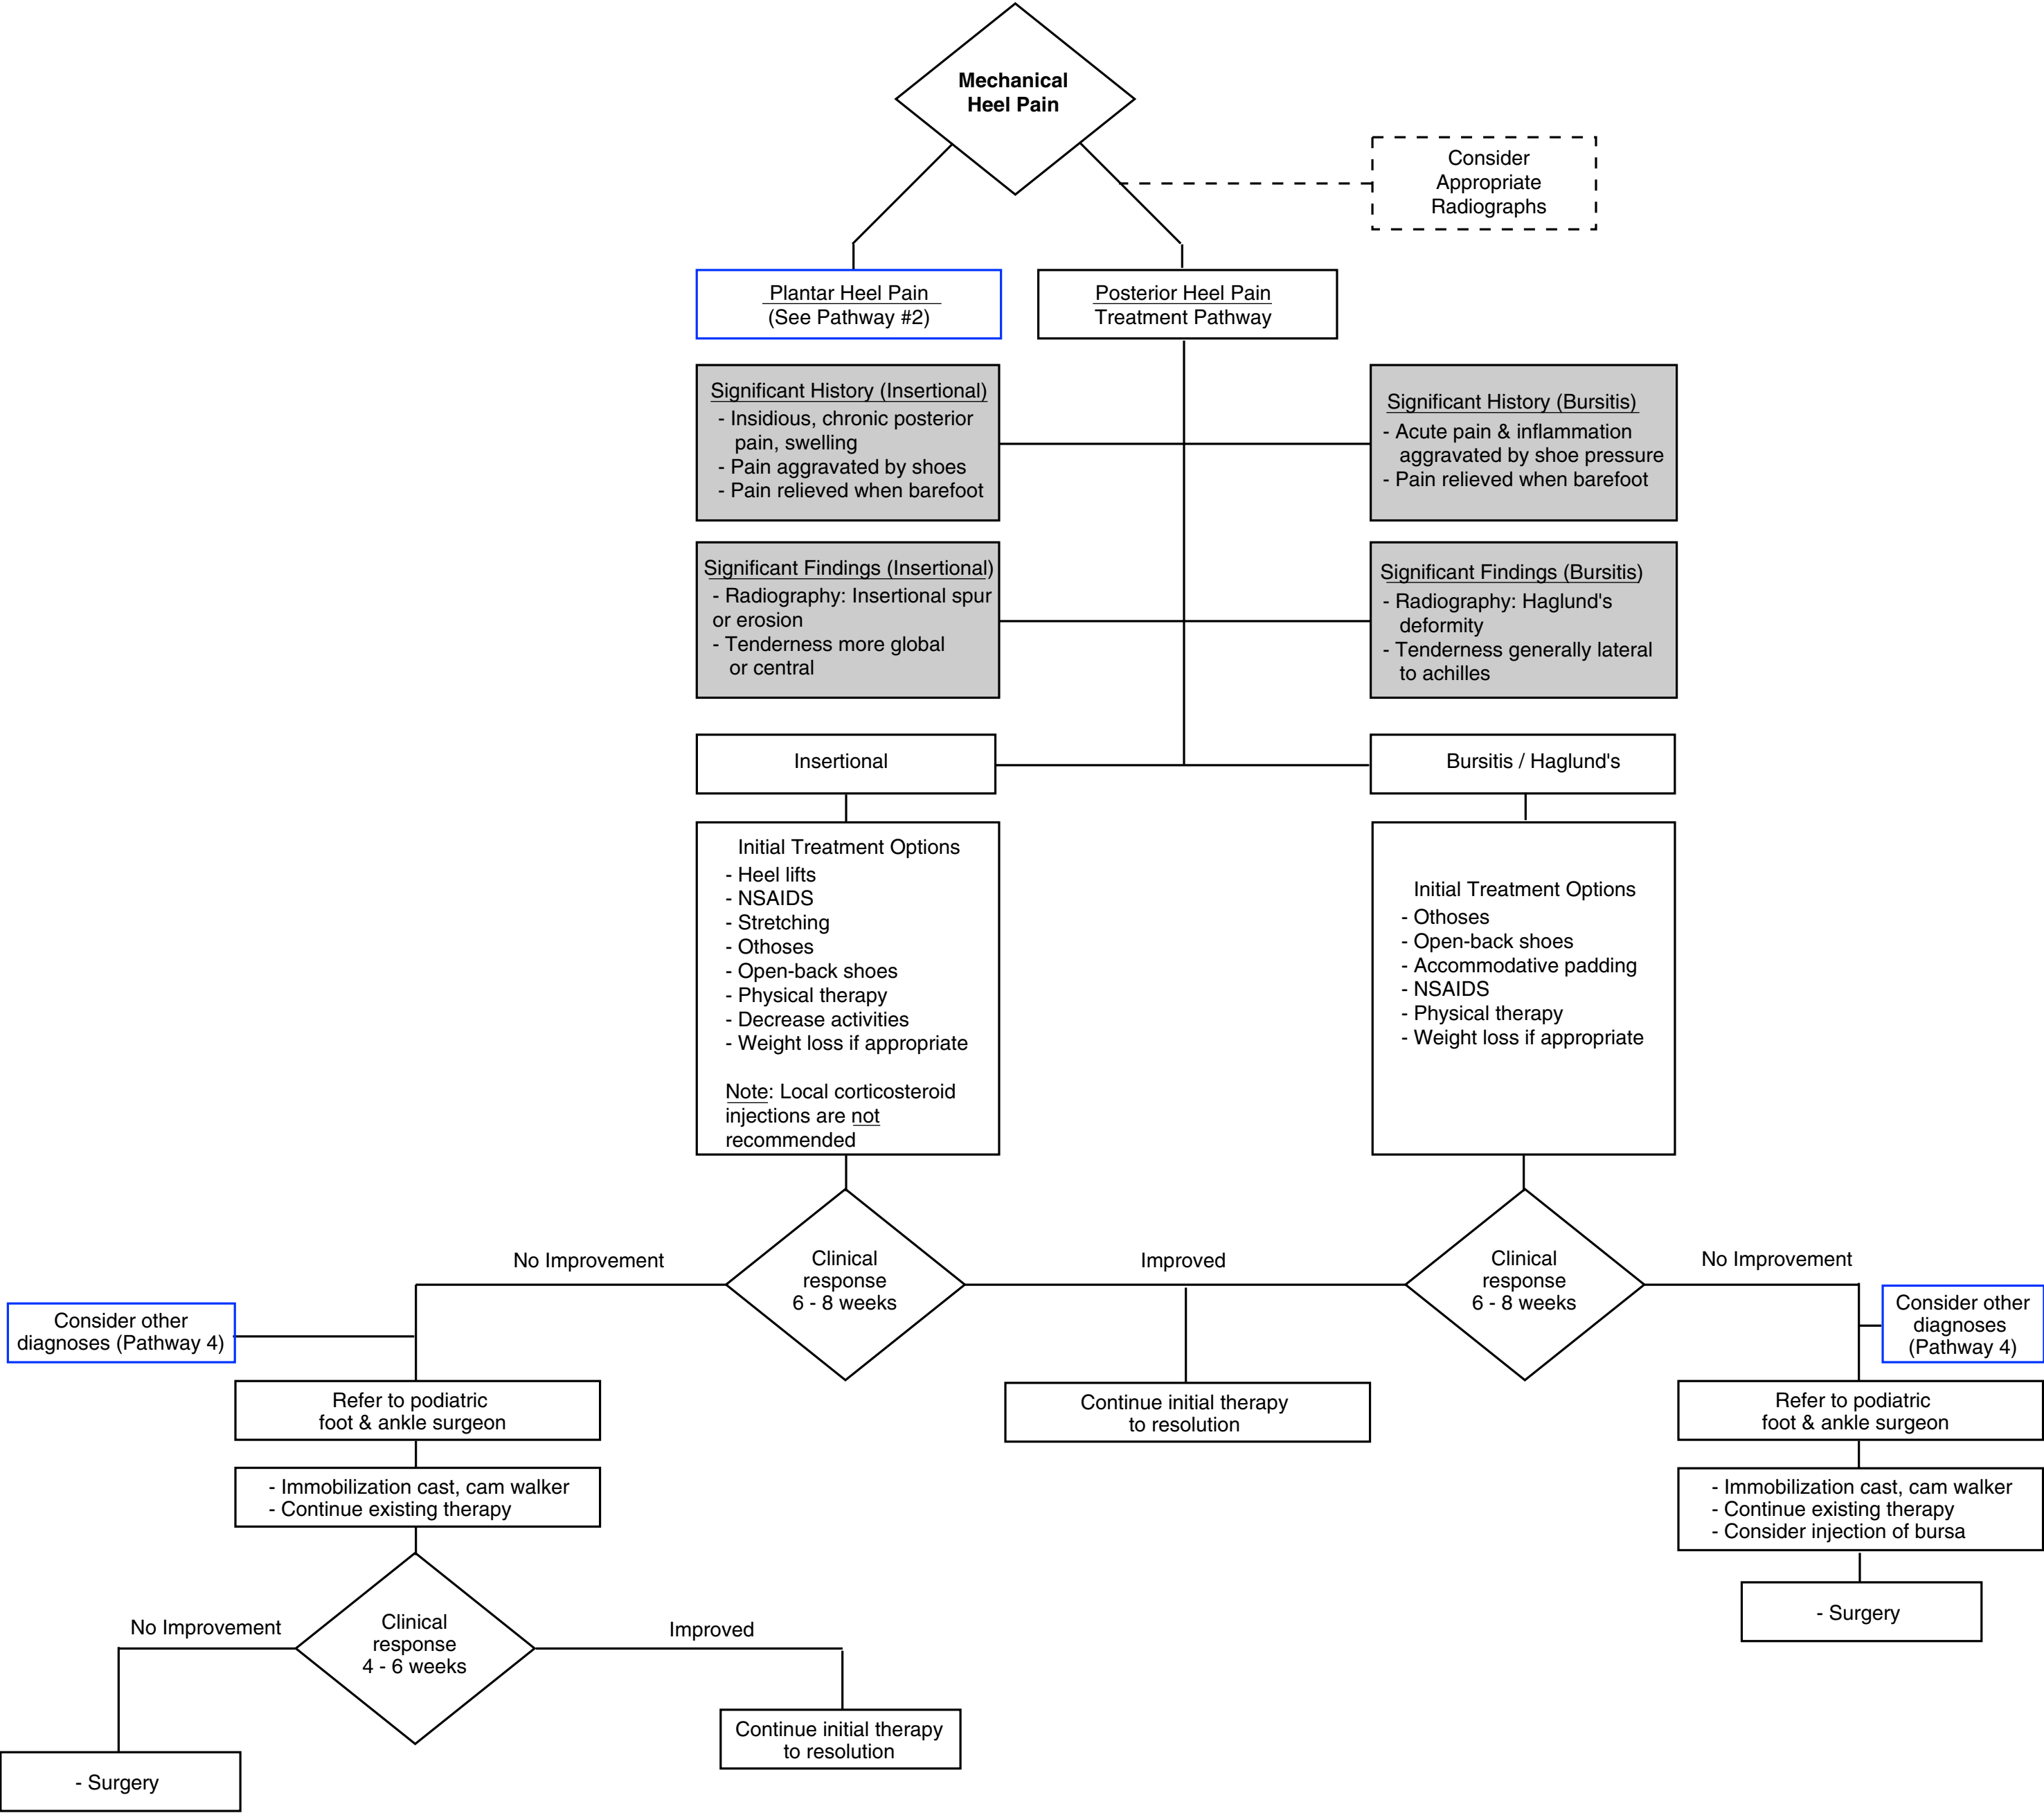 Mechanical
Heel Pain
Consider
Appropriate
Radiographs
Plantar Heel Pain
(See Pathway #2)
Posterior Heel Pain
Treatment Pathway
Significant History (Insertional)
- Insidious, chronic posterior
pain, swelling
- Pain aggravated by shoes
- Pain relieved when barefoot
Significant History (Bursitis)
- Acute pain & inflammation
aggravated by shoe pressure
- Pain relieved when barefoot
Significant Findings (Insertional)
- Radiography: Insertional spur
or erosion
- Tenderness more global
or central
Significant Findings (Bursitis)
- Radiography: Haglund's
deformity
- Tenderness generally lateral
to achilles
Insertional
Bursitis / Haglund's
Initial Treatment Options
- Heel lifts
- NSAIDS
- Stretching
- Othoses
- Open-back shoes
- Physical therapy
- Decrease activities
- Weight loss if appropriate
Note: Local corticosteroid
injections are not
recommended
Initial Treatment Options
- Othoses
- Open-back shoes
- Accommodative padding
- NSAIDS
- Physical therapy
- Weight loss if appropriate
No Improvement
Clinical
response
6 - 8 weeks
Improved
Clinical
response
6 - 8 weeks
No Improvement
Consider other
diagnoses (Pathway 4)
Consider other
diagnoses
(Pathway 4)
Refer to podiatric
foot & ankle surgeon
Continue initial therapy
to resolution
Refer to podiatric
foot & ankle surgeon
- Immobilization cast, cam walker
- Continue existing therapy
- Immobilization cast, cam walker
- Continue existing therapy
- Consider injection of bursa
- Surgery
No Improvement
Clinical
response
4 - 6 weeks
Improved
Continue initial therapy
to resolution
- Surgery